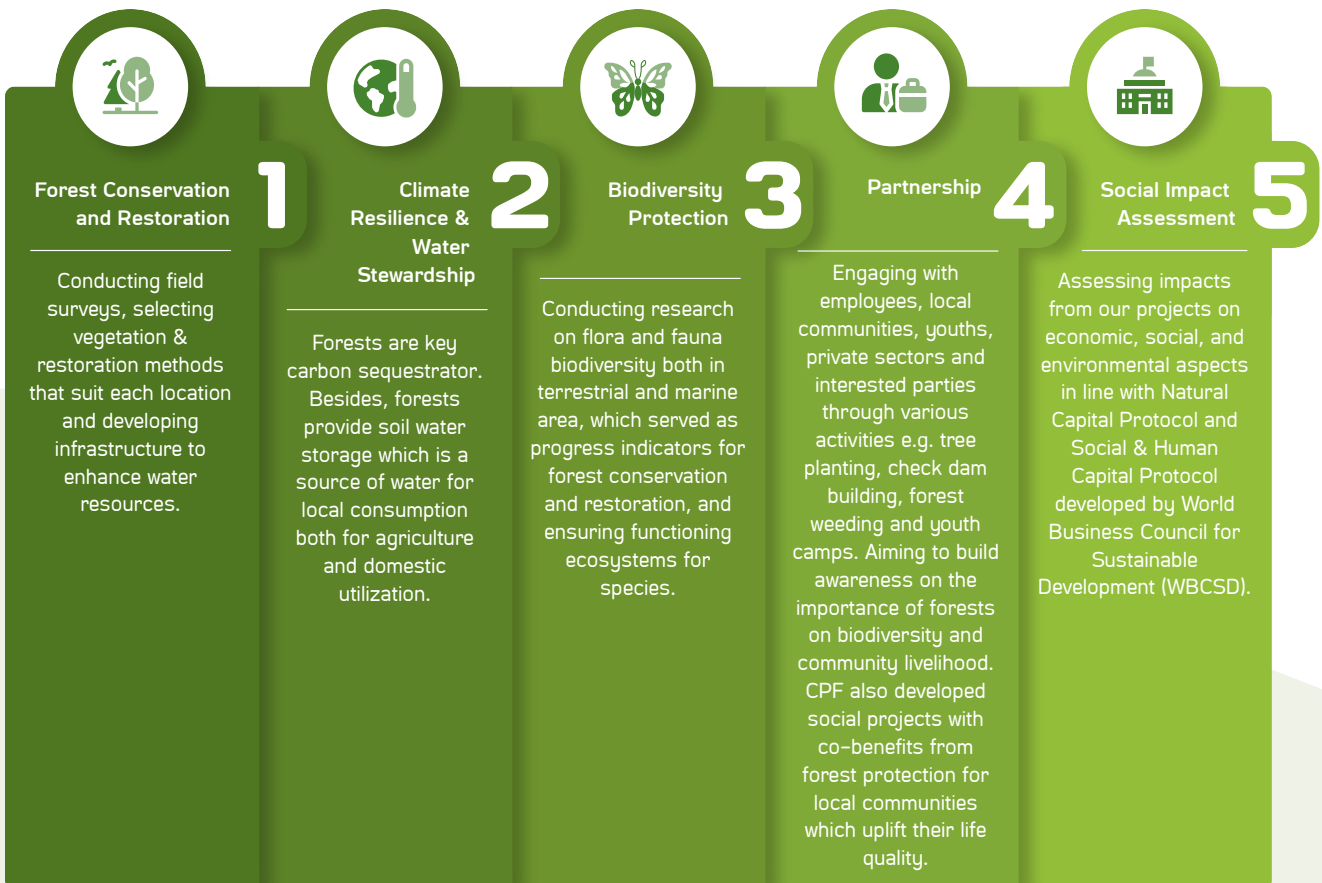 Forest Conservation
and Restoration
1
Conducting field
surveys, selecting
vegetation &
restoration methods
that suit each location
and developing
infrastructure to
enhance water
resources.
Climate
Resilience &
Water
Stewardship
2
Forests are key
carbon sequestrator.
Besides, forests
provide soil water
storage which is a
source of water for
local consumption
both for agriculture
and domestic
utilization.
Biodiversity
Protection
3
Conducting research
on flora and fauna
biodiversity both in
terrestrial and marine
area, which served as
progress indicators for
forest conservation
and restoration, and
ensuring functioning
ecosystems for
species.
Partnership
4
Engaging with
employees, local
communities, youths,
private sectors and
interested parties
through various
activities e.g. tree
planting, check dam
building, forest
weeding and youth
camps. Aiming to build
awareness on the
importance of forests
on biodiversity and
community livelihood.
CPF also developed
social projects with
co-benefits from
forest protection for
local communities
which uplift their life
quality.
Social Impact
Assessment
5
Assessing impacts
from our projects on
economic, social, and
environmental aspects
in line with Natural
Capital Protocol and
Social & Human
Capital Protocol
developed by World
Business Council for
Sustainable
Development (WBCSD).